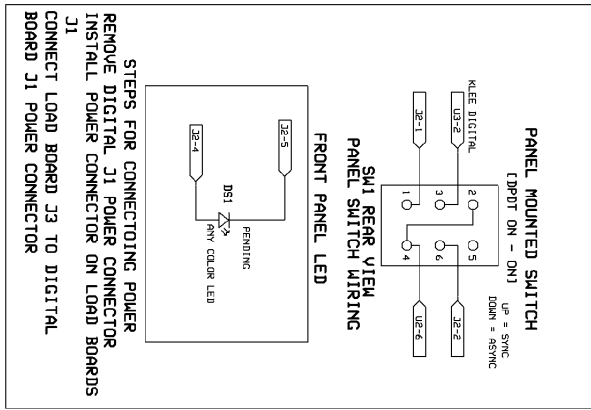 PANEL MOUNTED SWITCH
[DPDT ON - ON]
UP = SYNC
DOWN = ASYNC
KLEE DIGITAL
U3-2
J2-1
J2-2
U2-6
2
3
1
5
6
4
SW1 REAR VIEW
PANEL SWITCH WIRING
FRONT PANEL LED
J2-5
J2-4
DS1
PENDING
ANY COLOR LED
STEPS FOR CONNECTOING POWER
REMOVE DIGITAL J1 POWER CONNECTOR
INSTALL POWER CONNECTOR ON LOAD BOARDS
J1
CONNECT LOAD BOARD J3 TO DIGITAL
BOARD J1 POWER CONNECTOR